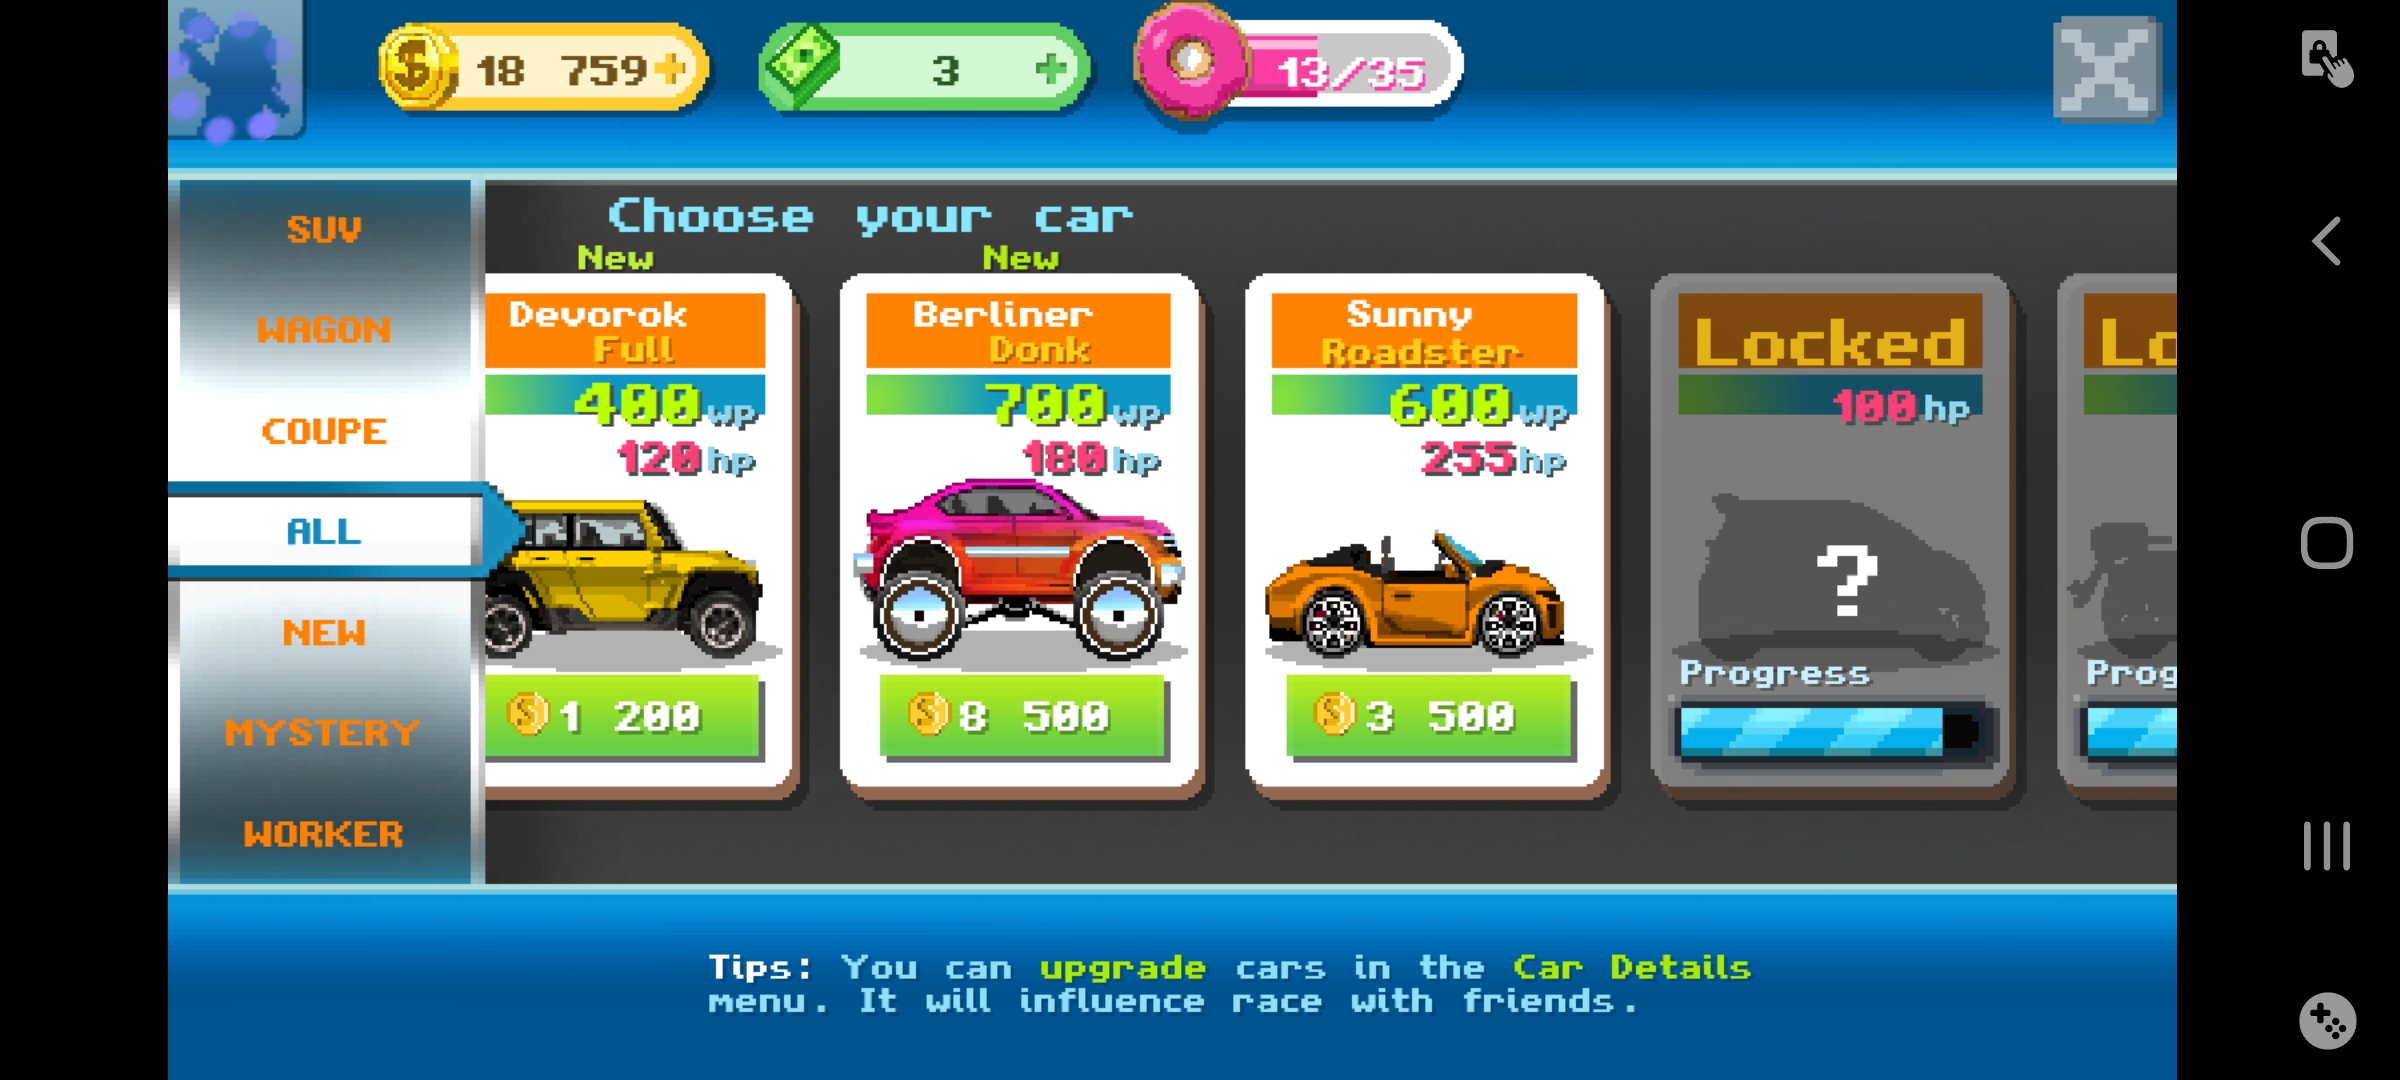 18 759 +
3 +
13/35
SUV
WAGON
COUPE
ALL
NEW
MYSTERY
WORKER
Choose your car
New
Devorok
Full
400 wp
120 hp
1 200
New
Berliner
Donk
700 wp
180 hp
8 500
Sunny
Roadster
600 wp
255 hp
3 500
Locked
100 hp
?
Progress
Lo
Prog
Tips: You can upgrade cars in the Car Details
menu. It will influence race with friends.